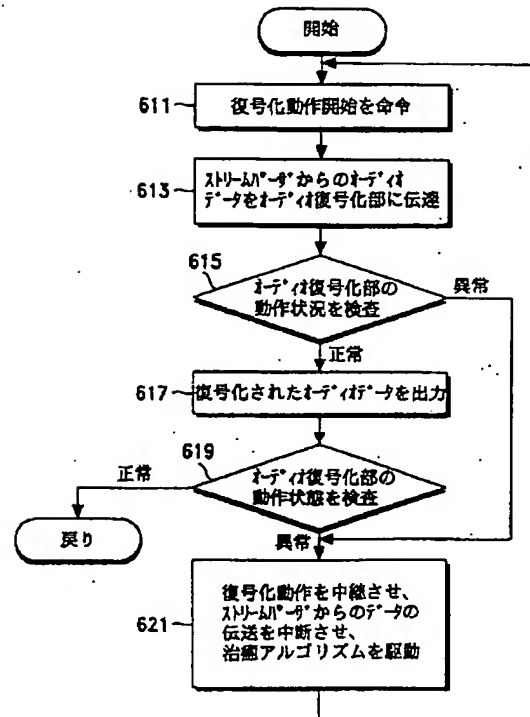 開始
611
復号化動作開始を命令
613
ｽﾄﾘｰﾑﾊﾟｰｻﾞからのｵｰﾃﾞｨｵ
データをｵｰﾃﾞｨｵ復号化部に伝達
615
ｵｰﾃﾞｨｵ復号化部の
動作状況を検査
異常
正常
617
復号化されたｵｰﾃﾞｨｵﾃﾞｰﾀを出力
619
ｵｰﾃﾞｨｵ復号化部の
動作状態を検査
正常
戻り
異常
621
復号化動作を中継させ、
ｽﾄﾘｰﾑﾊﾟｰｻﾞからのデータの
伝送を中断させ、
治癒アルゴリズムを駆動